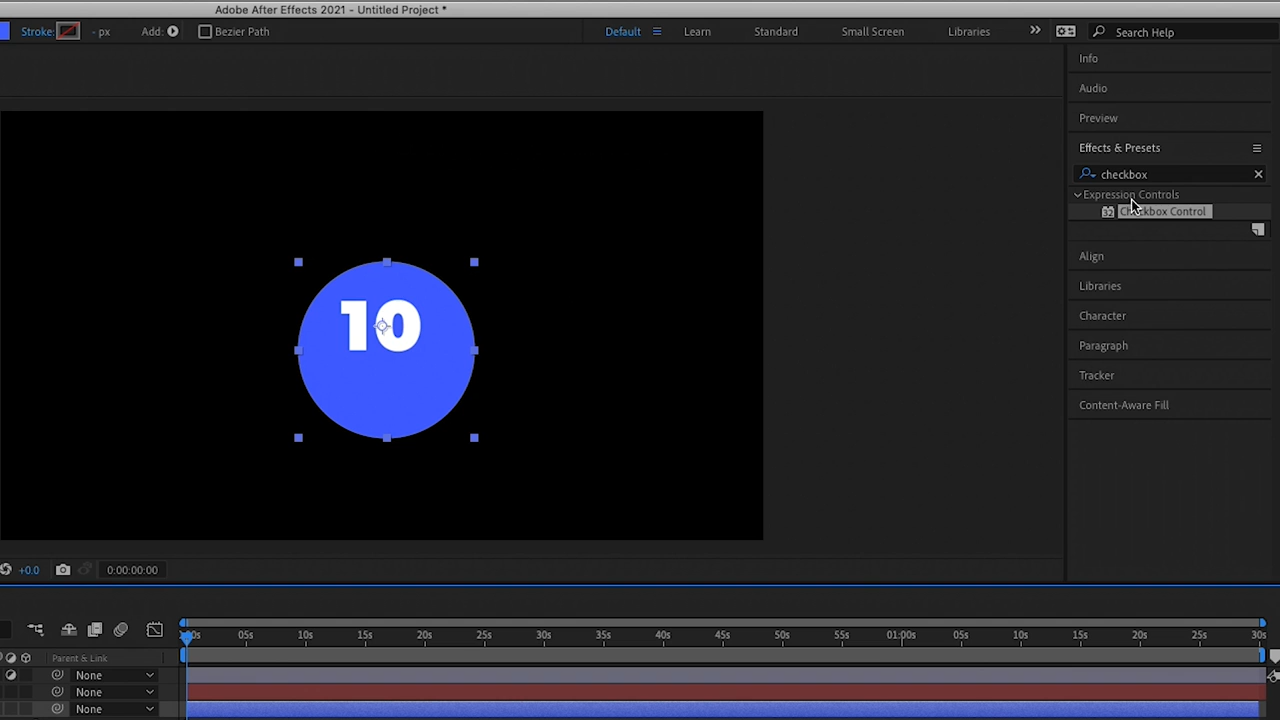 Adobe After Effects 2021 - Untitled Project *
Stroke: - px Add: Bezier Path Default Learn Standard Small Screen Libraries Search Help
Info
Audio
Preview
Effects & Presets
checkbox
Expression Controls
Checkbox Control
Align
Libraries
Character
Paragraph
Tracker
Content-Aware Fill
10
+0.0 0:00:00:00
05s 10s 15s 20s 25s 30s 35s 40s 45s 50s 55s 01:00s 05s 10s 15s 20s 25s 30s
Parent & Link
None
None
None